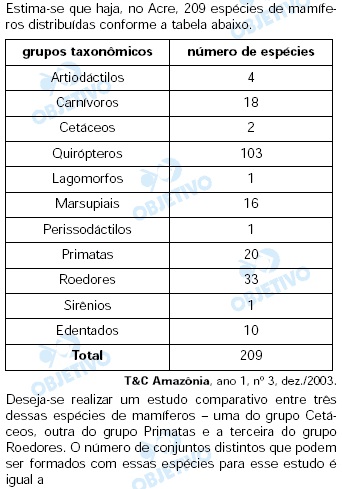 Estima-se que haja, no Acre, 209 espécies de mamífe-
ros distribuídas conforme a tabela abaixo.
grupos taxonômicos número de espécies
Artiodáctilos 4
Carnívoros 18
Cetáceos 2
Quirópteros 103
Lagomorfos 1
Marsupiais 16
Perissodáctilos 1
Primatas 20
Roedores 33
Sirênios 1
Edentados 10
Total 209
T&C Amazônia, ano 1, nº 3, dez./2003.
Deseja-se realizar um estudo comparativo entre três
dessas espécies de mamíferos – uma do grupo Cetá-
ceos, outra do grupo Primatas e a terceira do grupo
Roedores. O número de conjuntos distintos que podem
ser formados com essas espécies para esse estudo é
igual a
OBJETIVO
OBJETIVO
OBJETIVO
OBJETIVO
OBJETIVO
OBJETIVO